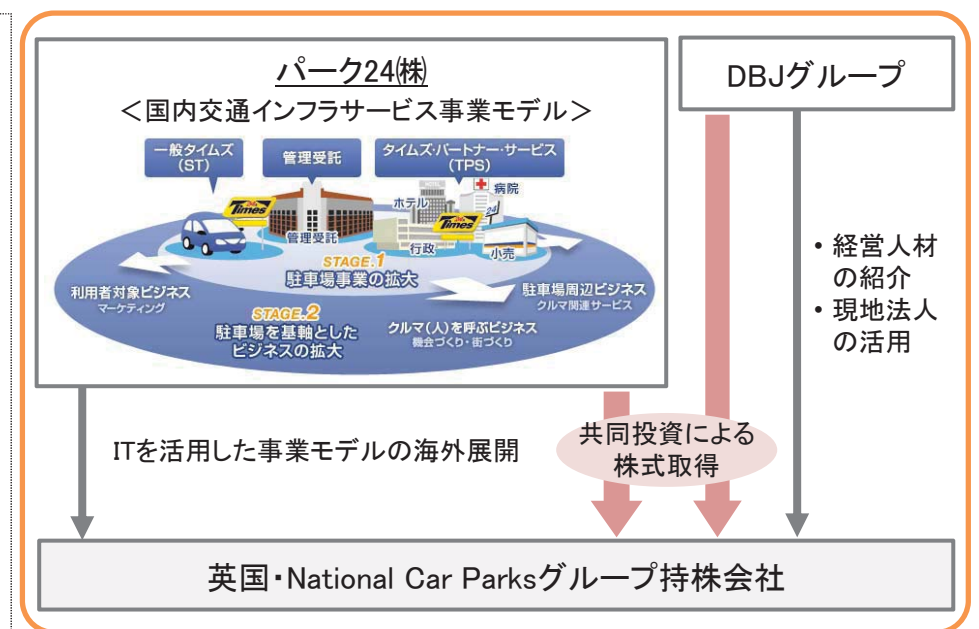 パーク24㈱
＜国内交通インフラサービス事業モデル＞
一般タイムズ
(ST)
管理受託
タイムズ・パートナー・サービス
(TPS)
病院
ホテル
24
Times
24h
Times
管理受託
行政
小売
STAGE.1
駐車場事業の拡大
利用者対象ビジネス
マーケティング
駐車場周辺ビジネス
クルマ関連サービス
STAGE.2
駐車場を基軸とした
ビジネスの拡大
クルマ(人)を呼ぶビジネス
機会づくり・街づくり
DBJグループ
• 経営人材
の紹介
• 現地法人
の活用
ITを活用した事業モデルの海外展開
共同投資による
株式取得
英国・National Car Parksグループ持株会社